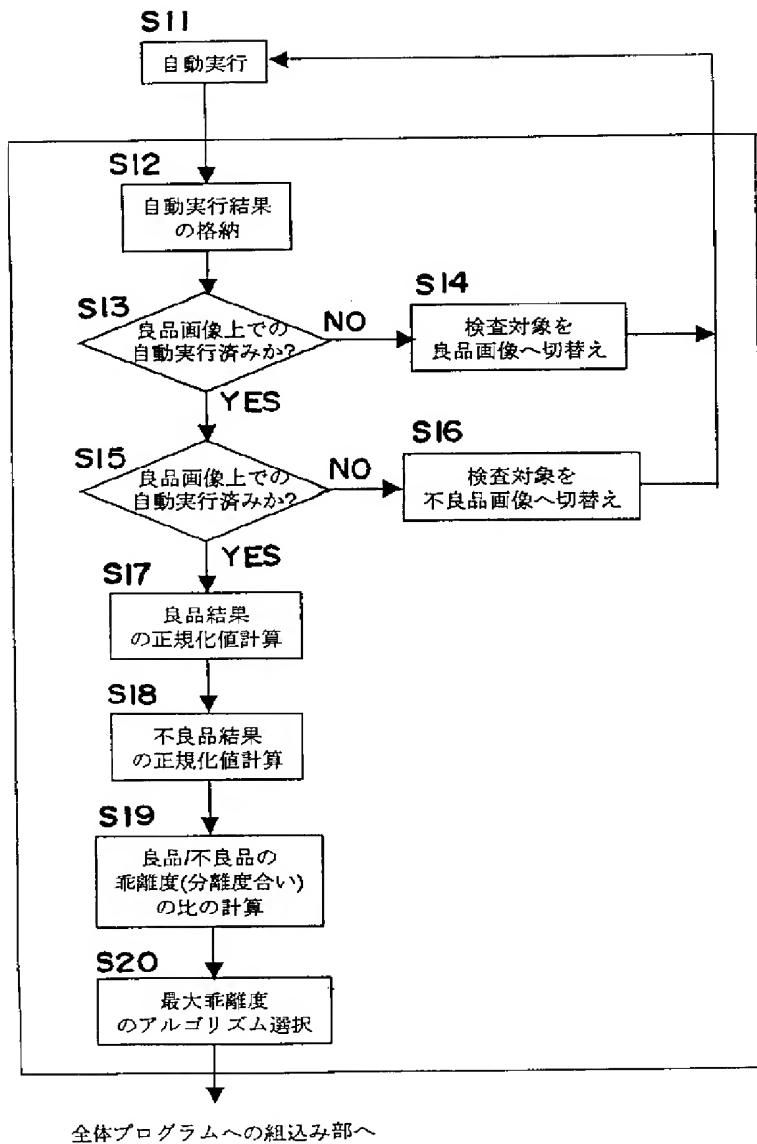 S11
自動実行
S12
自動実行結果
の格納
S13
良品画像上での
自動実行済みか?
NO
S14
検査対象を
良品画像へ切替え
YES
S15
良品画像上での
自動実行済みか?
NO
S16
検査対象を
不良品画像へ切替え
YES
S17
良品結果
の正規化値計算
S18
不良品結果
の正規化値計算
S19
良品/不良品の
乖離度(分離度合い)
の比の計算
S20
最大乖離度
のアルゴリズム選択
全体プログラムへの組込み部へ